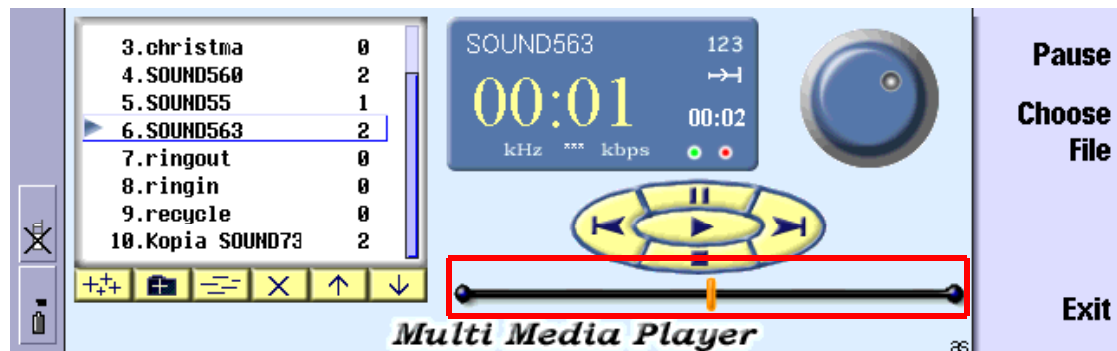 3.christma 0
4.SOUND560 2
5.SOUND55 1
6.SOUND563 2
7.ringout 0
8.ringin 0
9.recycle 0
10.Kopia SOUND73 2
SOUND563 123
00:01 00:02
kHz *** kbps
Multi Media Player
as
Pause
Choose
File
Exit